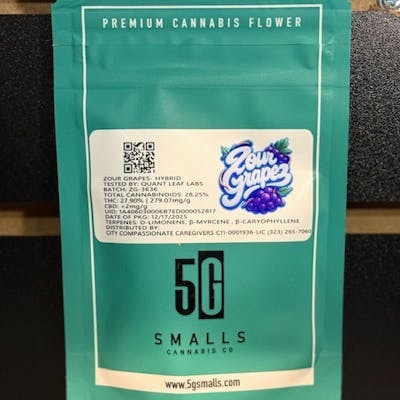 PREMIUM CANNABIS FLOWER
ZOUR GRAPES- HYBRID
TESTED BY: QUANT LEAF LABS
BATCH: ZG-3636
TOTAL CANNABINOIDS: 28.25%
THC: 27.90% | 279.07mg/g
CBD: <2mg/g
UID: 1A406030006B7ED000052817
DATE OF PKG: 12/17/2025
TERPENES: D-LIMONENE, β-MYRCENE , β-CARYOPHYLLENE
DISTRIBUTED BY:
CITY COMPASSIONATE CAREGIVERS C11-0001936-LIC (323) 265-7060
Zour
Grapez
5G
SMALLS
CANNABIS CO
www.5gsmalls.com